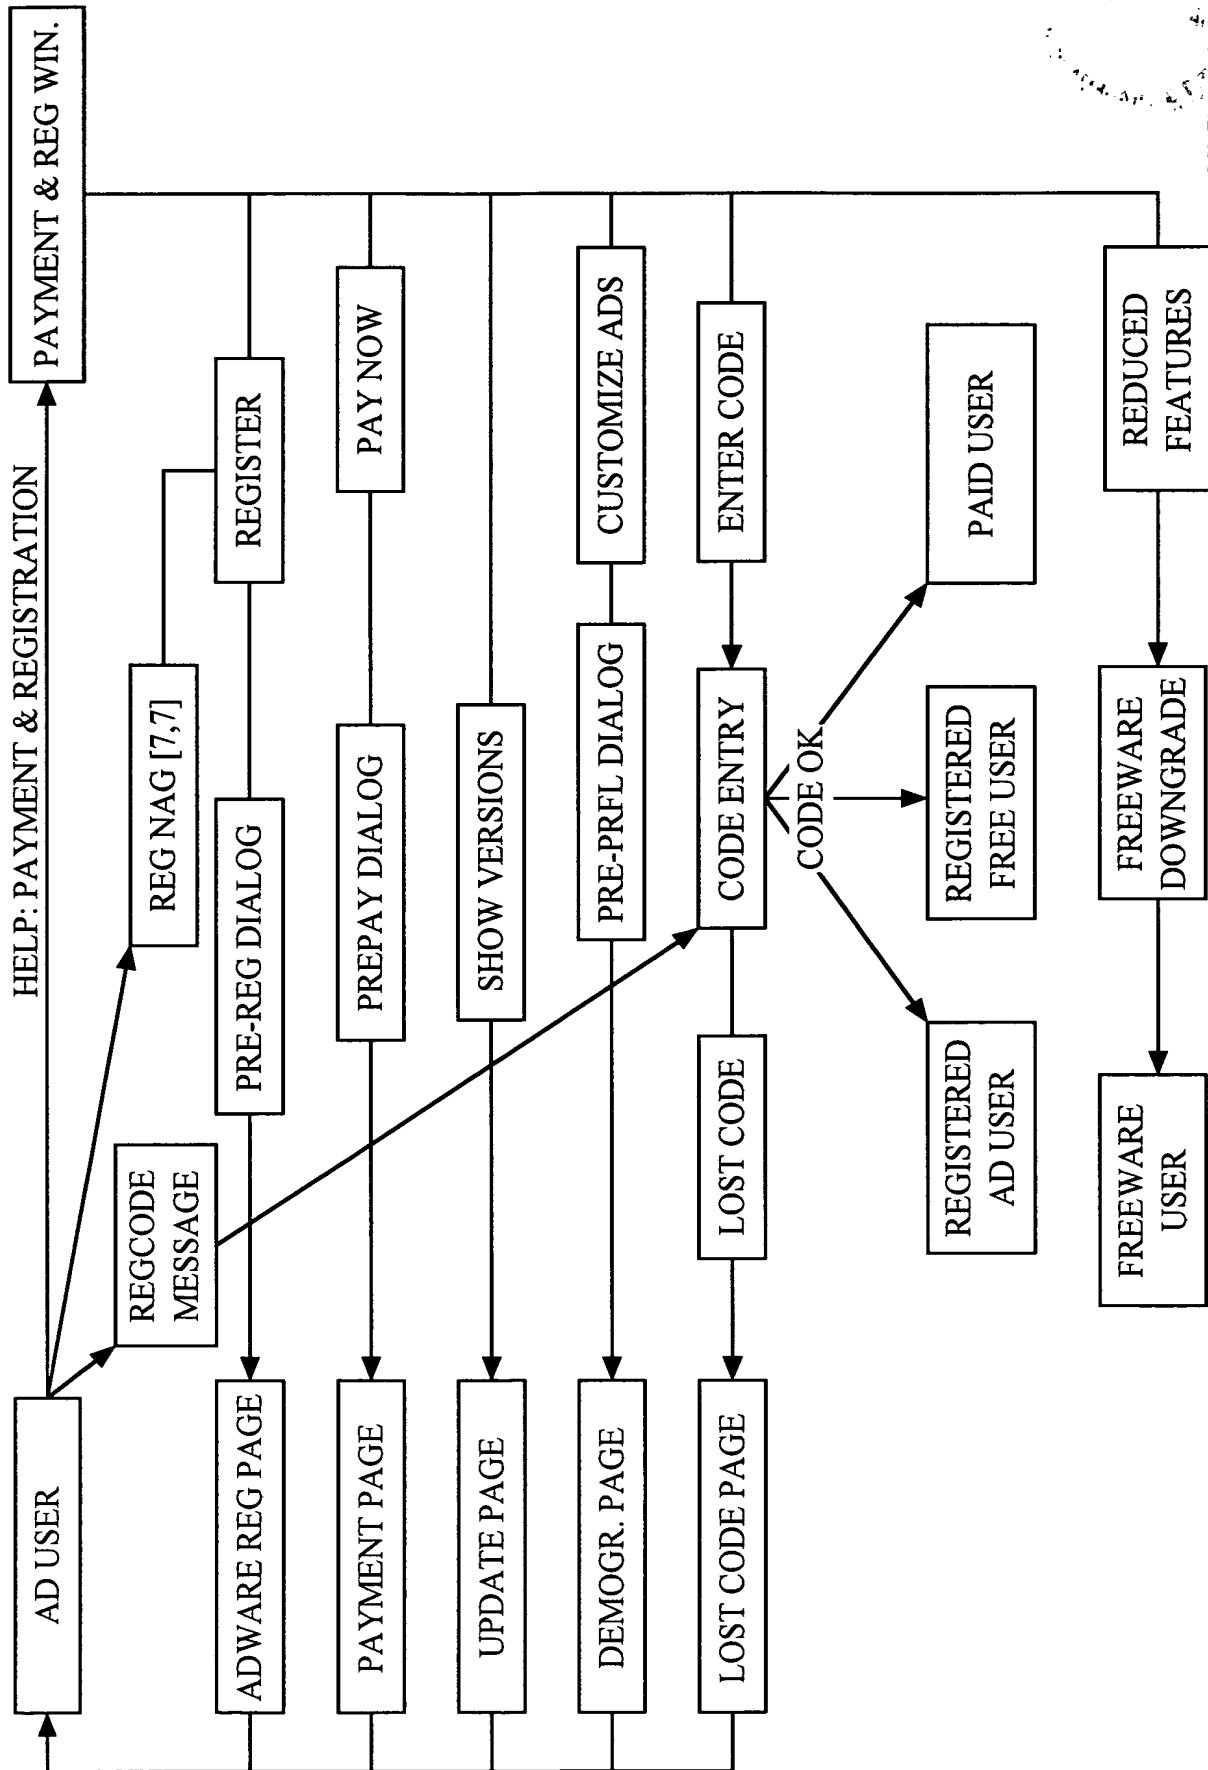 AD USER
HELP: PAYMENT & REGISTRATION
PAYMENT & REG WIN.
REGCODE
MESSAGE
REG NAG [7,7]
ADWARE REG PAGE
PRE-REG DIALOG
REGISTER
PAYMENT PAGE
PREPAY DIALOG
PAY NOW
UPDATE PAGE
SHOW VERSIONS
DEMOGR. PAGE
PRE-PRFL DIALOG
CUSTOMIZE ADS
LOST CODE PAGE
LOST CODE
CODE ENTRY
ENTER CODE
CODE OK
REGISTERED
AD USER
REGISTERED
FREE USER
PAID USER
FREEWARE
USER
FREEWARE
DOWNGRADE
REDUCED
FEATURES